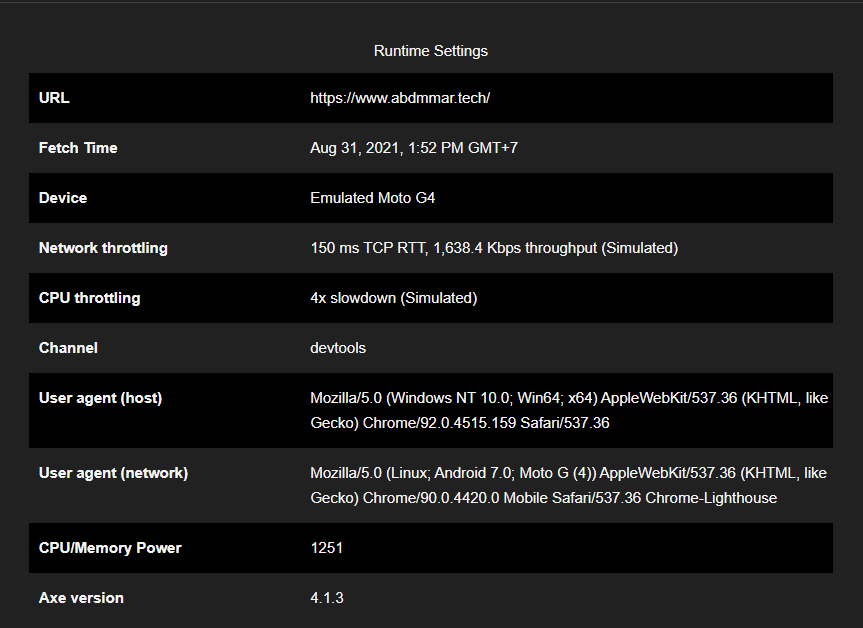 Runtime Settings
URL https://www.abdmmar.tech/
Fetch Time Aug 31, 2021, 1:52 PM GMT+7
Device Emulated Moto G4
Network throttling 150 ms TCP RTT, 1,638.4 Kbps throughput (Simulated)
CPU throttling 4x slowdown (Simulated)
Channel devtools
User agent (host) Mozilla/5.0 (Windows NT 10.0; Win64; x64) AppleWebKit/537.36 (KHTML, like
Gecko) Chrome/92.0.4515.159 Safari/537.36
User agent (network) Mozilla/5.0 (Linux; Android 7.0; Moto G (4)) AppleWebKit/537.36 (KHTML, like
Gecko) Chrome/90.0.4420.0 Mobile Safari/537.36 Chrome-Lighthouse
CPU/Memory Power 1251
Axe version 4.1.3